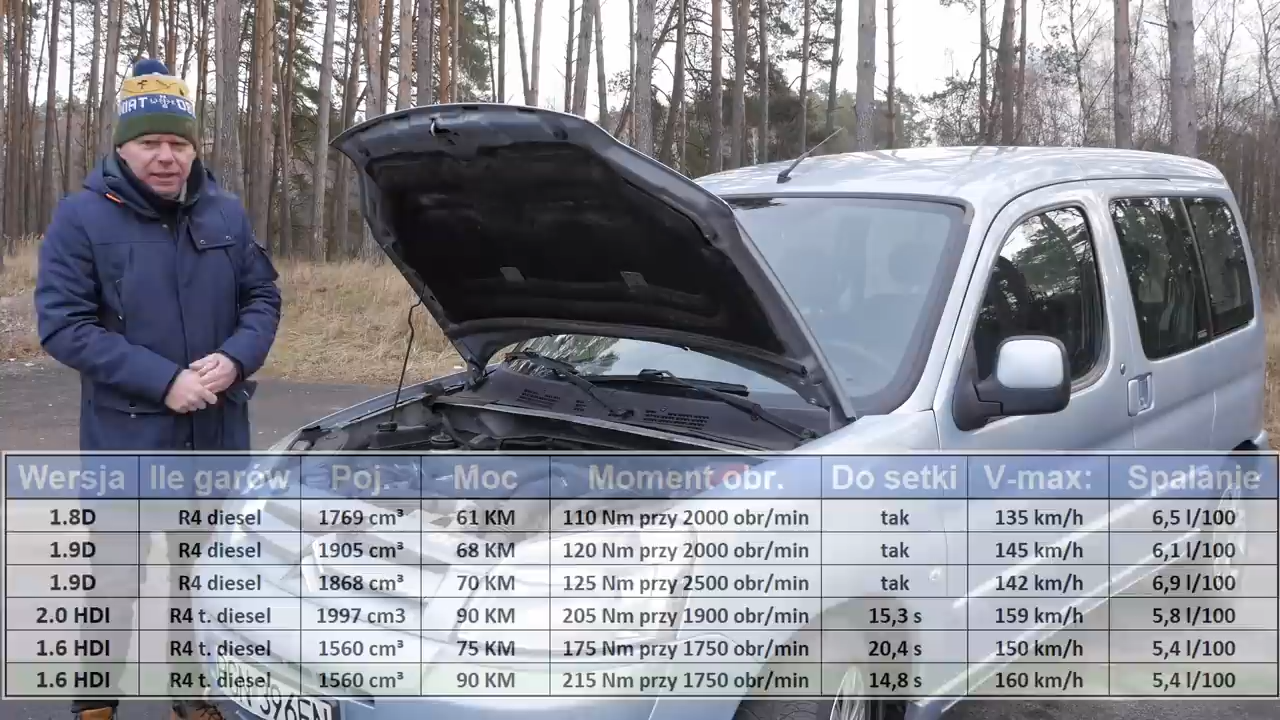 WIAT OR
Wersja Ile garów Poj. Moc Moment obr. Do setki V-max: Spalanie
1.8D R4 diesel 1769 cm³ 61 KM 110 Nm przy 2000 obr/min tak 135 km/h 6,5 l/100
1.9D R4 diesel 1905 cm³ 68 KM 120 Nm przy 2000 obr/min tak 145 km/h 6,1 l/100
1.9D R4 diesel 1868 cm³ 70 KM 125 Nm przy 2500 obr/min tak 142 km/h 6,9 l/100
2.0 HDI R4 t. diesel 1997 cm3 90 KM 205 Nm przy 1900 obr/min 15,3 s 159 km/h 5,8 l/100
1.6 HDI R4 t. diesel 1560 cm³ 75 KM 175 Nm przy 1750 obr/min 20,4 s 150 km/h 5,4 l/100
1.6 HDI R4 t. diesel 1560 cm³ 90 KM 215 Nm przy 1750 obr/min 14,8 s 160 km/h 5,4 l/100